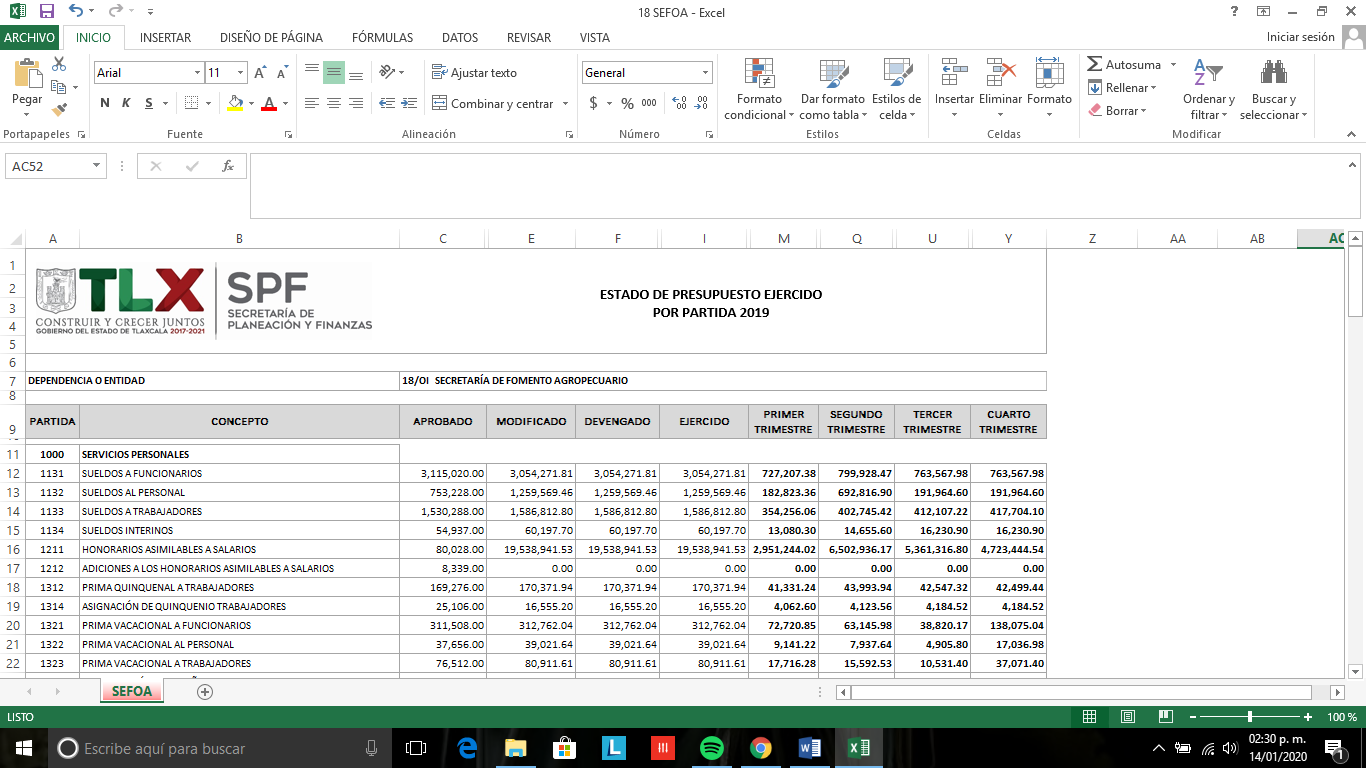 18 SEFOA - Excel
ARCHIVO INICIO INSERTAR DISEÑO DE PÁGINA FÓRMULAS DATOS REVISAR VISTA Iniciar sesión
Pegar
Portapapeles
Arial 11
N K S
Fuente
Ajustar texto
Combinar y centrar
Alineación
General
$ % 000
Número
Formato condicional
Dar formato como tabla
Estilos de celda
Estilos
Insertar Eliminar Formato
Celdas
Autosuma
Rellenar
Borrar
Ordenar y filtrar
Buscar y seleccionar
Modificar
AC52 fx
A B C E F I M Q U Y Z AA AB AC
1
2
3
4
5
TLX
CONSTRUIR Y CRECER JUNTOS
GOBIERNO DEL ESTADO DE TLAXCALA 2017-2021
SPF
SECRETARÍA DE
PLANEACIÓN Y FINANZAS
ESTADO DE PRESUPUESTO EJERCIDO
POR PARTIDA 2019
6
7 DEPENDENCIA O ENTIDAD 18/OI SECRETARÍA DE FOMENTO AGROPECUARIO
8
9 PARTIDA CONCEPTO APROBADO MODIFICADO DEVENGADO EJERCIDO PRIMER TRIMESTRE SEGUNDO TRIMESTRE TERCER TRIMESTRE CUARTO TRIMESTRE
11 1000 SERVICIOS PERSONALES
12 1131 SUELDOS A FUNCIONARIOS 3,115,020.00 3,054,271.81 3,054,271.81 3,054,271.81 727,207.38 799,928.47 763,567.98 763,567.98
13 1132 SUELDOS AL PERSONAL 753,228.00 1,259,569.46 1,259,569.46 1,259,569.46 182,823.36 692,816.90 191,964.60 191,964.60
14 1133 SUELDOS A TRABAJADORES 1,530,288.00 1,586,812.80 1,586,812.80 1,586,812.80 354,256.06 402,745.42 412,107.22 417,704.10
15 1134 SUELDOS INTERINOS 54,937.00 60,197.70 60,197.70 60,197.70 13,080.30 14,655.60 16,230.90 16,230.90
16 1211 HONORARIOS ASIMILABLES A SALARIOS 80,028.00 19,538,941.53 19,538,941.53 19,538,941.53 2,951,244.02 6,502,936.17 5,361,316.80 4,723,444.54
17 1212 ADICIONES A LOS HONORARIOS ASIMILABLES A SALARIOS 8,339.00 0.00 0.00 0.00 0.00 0.00 0.00 0.00
18 1312 PRIMA QUINQUENAL A TRABAJADORES 169,276.00 170,371.94 170,371.94 170,371.94 41,331.24 43,993.94 42,547.32 42,499.44
19 1314 ASIGNACIÓN DE QUINQUENIO TRABAJADORES 25,106.00 16,555.20 16,555.20 16,555.20 4,062.60 4,123.56 4,184.52 4,184.52
20 1321 PRIMA VACACIONAL A FUNCIONARIOS 311,508.00 312,762.04 312,762.04 312,762.04 72,720.85 63,145.98 38,820.17 138,075.04
21 1322 PRIMA VACACIONAL AL PERSONAL 37,656.00 39,021.64 39,021.64 39,021.64 9,141.22 7,937.64 4,905.80 17,036.98
22 1323 PRIMA VACACIONAL A TRABAJADORES 76,512.00 80,911.61 80,911.61 80,911.61 17,716.28 15,592.53 10,531.40 37,071.40
SEFOA
LISTO 100 %
Escribe aquí para buscar
02:30 p. m.
14/01/2020
1